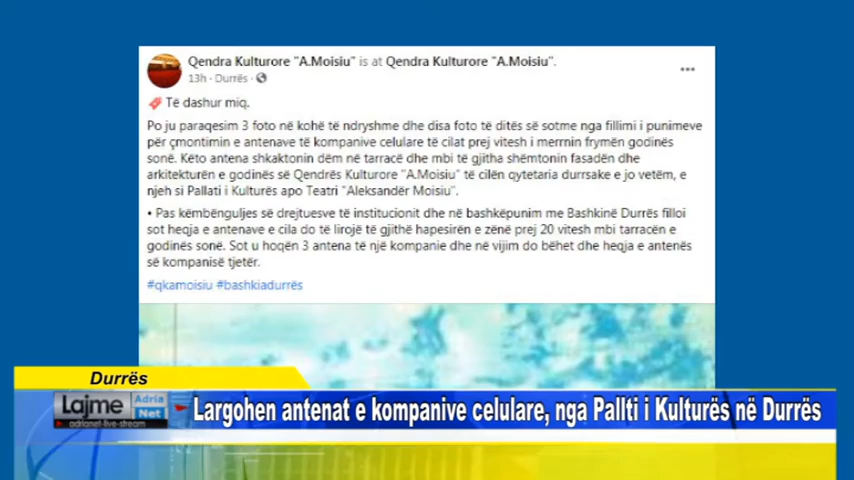 Qendra Kulturore "A.Moisiu" is at Qendra Kulturore "A.Moisiu".
13h · Durrës ·
Të dashur miq.
Po ju paraqesim 3 foto në kohë të ndryshme dhe disa foto të ditës së sotme nga fillimi i punimeve
për çmontimin e antenave të kompanive celulare të cilat prej vitesh i merrnin frymën godinës
sonë. Këto antena shkaktonin dëm në tarracë dhe mbi të gjitha shëmtonin fasadën dhe
arkitekturën e godinës së Qendrës Kulturore "A.Moisiu" të cilën qytetaria durrsake e jo vetëm, e
njeh si Pallati i Kulturës apo Teatri "Aleksandër Moisiu".
• Pas këmbënguljes së drejtuesve të institucionit dhe në bashkëpunim me Bashkinë Durrës filloi
sot heqja e antenave e cila do të lirojë të gjithë hapesirën e zënë prej 20 vitesh mbi tarracën e
godinës sonë. Sot u hoqën 3 antena të një kompanie dhe në vijim do bëhet dhe heqja e antenës
së kompanisë tjetër.
#qkamoisiu #bashkiadurrës
Durrës
Lajme
Adria
Net
adrianet-live-stream
Largohen antenat e kompanive celulare, nga Pallti i Kulturës në Durrës